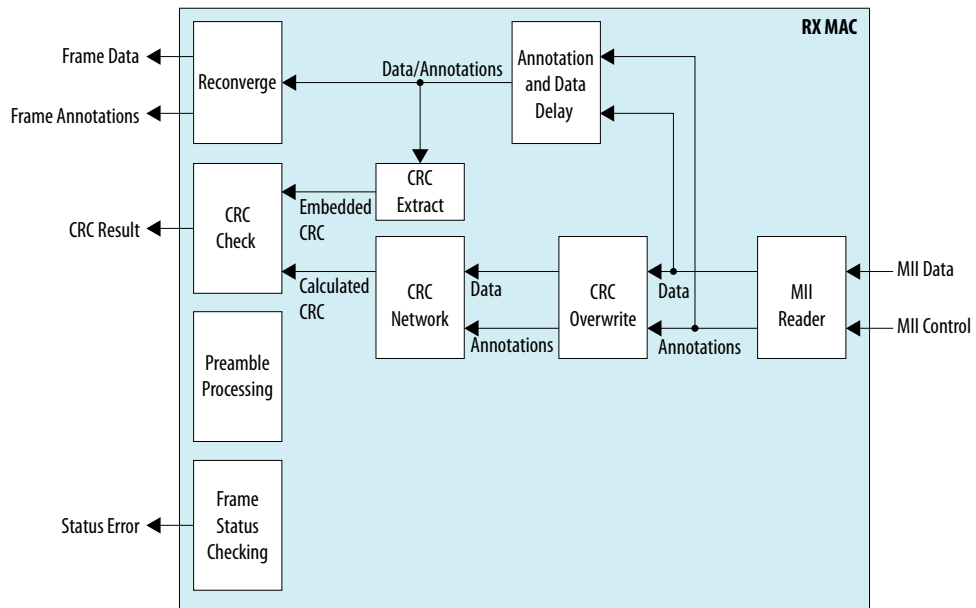 RX MAC
Frame Data
Frame Annotations
Reconverge
Data/Annotations
Annotation
and Data
Delay
CRC
Extract
Embedded
CRC
CRC
Check
CRC Result
Calculated
CRC
CRC
Network
Data
Annotations
CRC
Overwrite
Data
Annotations
MII
Reader
MII Data
MII Control
Preamble
Processing
Frame
Status
Checking
Status Error